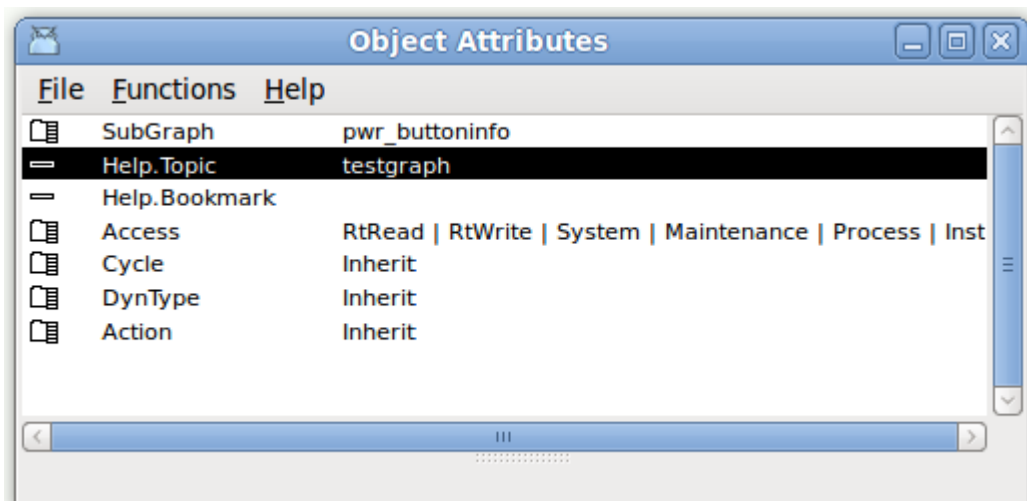 Object Attributes
File Functions Help
SubGraph pwr_buttoninfo
Help.Topic testgraph
Help.Bookmark
Access RtRead | RtWrite | System | Maintenance | Process | Inst
Cycle Inherit
DynType Inherit
Action Inherit